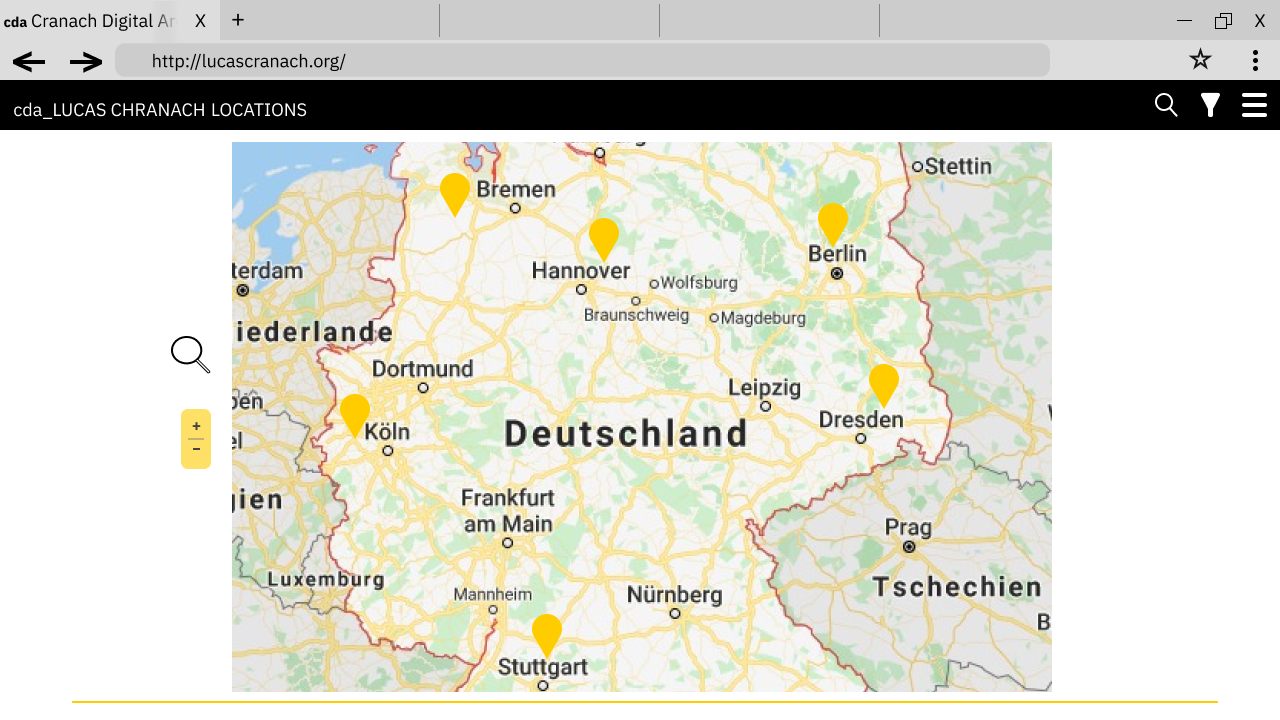 cda Cranach Digital Ar X +
X
http://lucascranach.org/
cda_LUCAS CHRANACH LOCATIONS
Stettin
Bremen
Berlin
terdam
Hannover
Wolfsburg
Braunschweig
Magdeburg
iederlande
Dortmund
Leipzig
Dresden
Köln
Deutschland
+
−
el
gien
Frankfurt
am Main
Prag
Luxemburg
Tschechien
Mannheim
Nürnberg
B
Stuttgart